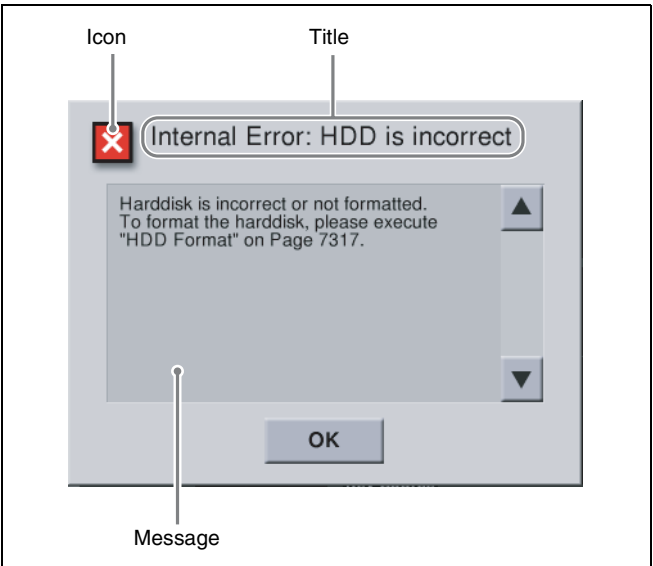 Icon
Title
Internal Error: HDD is incorrect
Harddisk is incorrect or not formatted.
To format the harddisk, please execute
"HDD Format" on Page 7317.
OK
Message